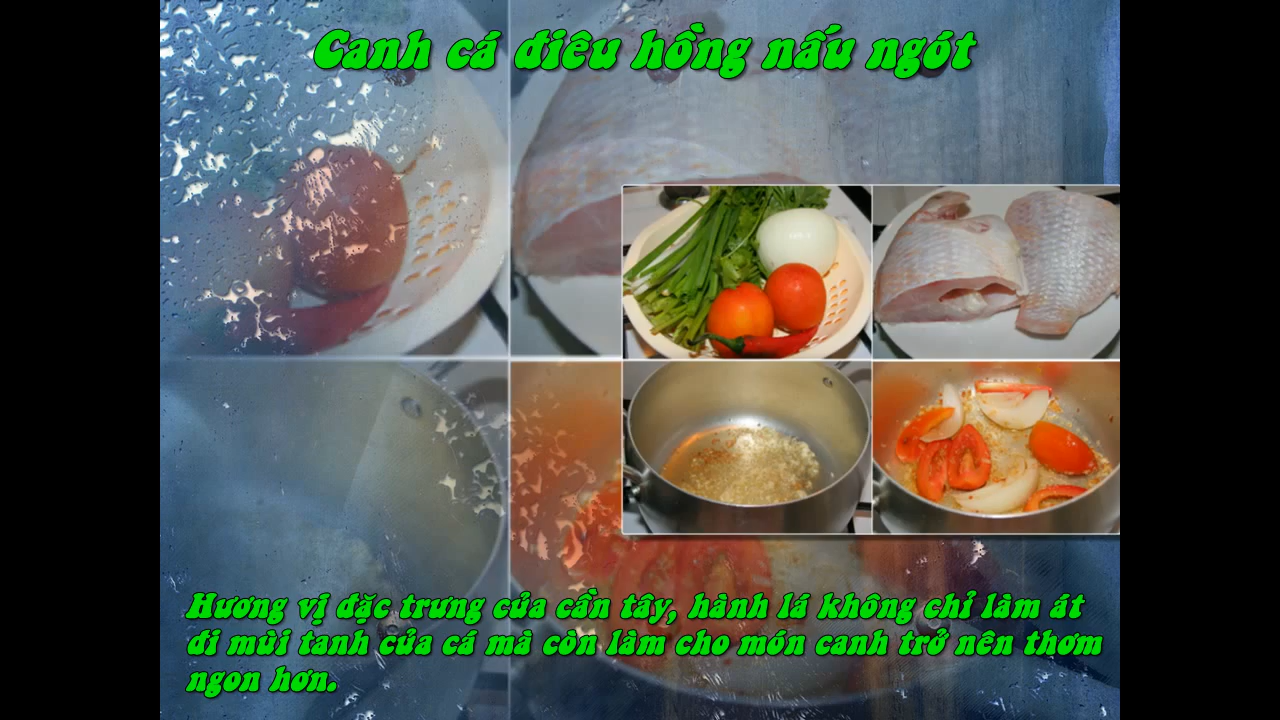 Canh cá điêu hồng nấu ngót
Hương vị đặc trưng của cần tây, hành lá không chỉ làm át
đi mùi tanh của cá mà còn làm cho món canh trở nên thơm
ngon hơn.